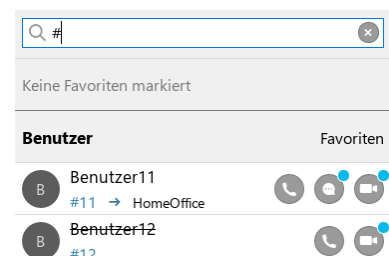 #
Keine Favoriten markiert
Benutzer Favoriten
B Benutzer11
#11 → HomeOffice
B Benutzer12
#12